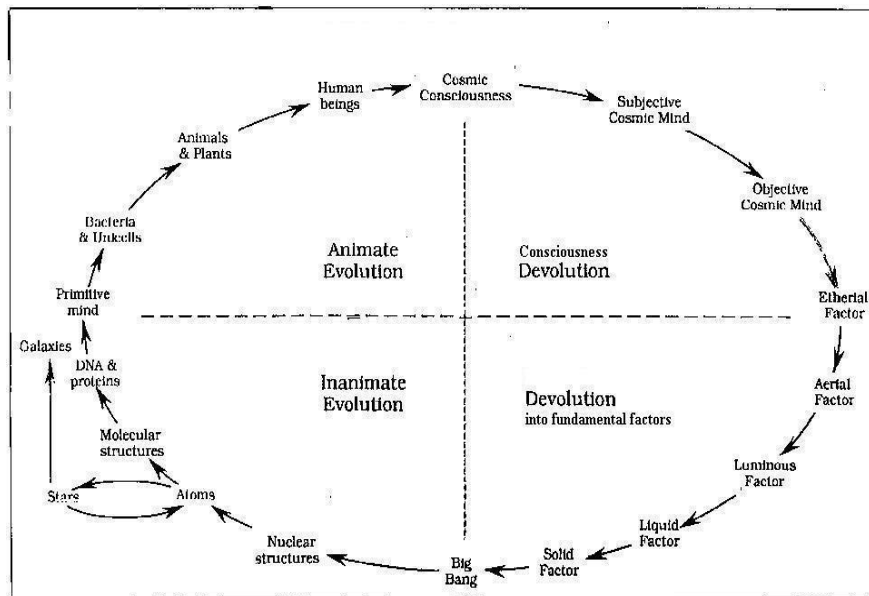 Cosmic
Consciousness
Human
beings
Subjective
Cosmic Mind
Animals
& Plants
Objective
Cosmic Mind
Bacteria
& Unicells
Animate
Evolution
Consciousness
Devolution
Primitive
mind
Etherial
Factor
Galaxies
DNA &
proteins
Inanimate
Evolution
Devolution
into fundamental factors
Aerial
Factor
Molecular
structures
Luminous
Factor
Stars
Atoms
Liquid
Factor
Nuclear
structures
Big
Bang
Solid
Factor